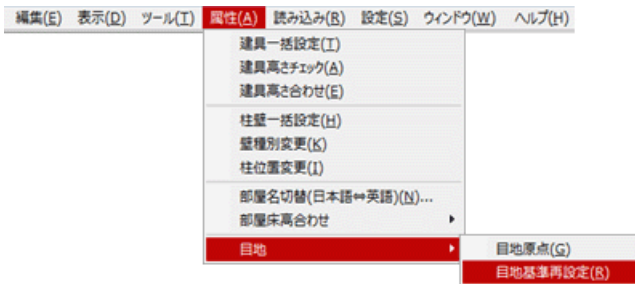 編集(E) 表示(D) ツール(T) 属性(A) 読み込み(R) 設定(S) ウィンドウ(W) ヘルプ(H)
建具一括設定(T)
建具高さチェック(A)
建具高さ合わせ(E)
柱壁一括設定(H)
壁種別変更(K)
柱位置変更(I)
部屋名切替(日本語⇔英語)(N)...
部屋床高合わせ
目地
目地原点(G)
目地基準再設定(R)